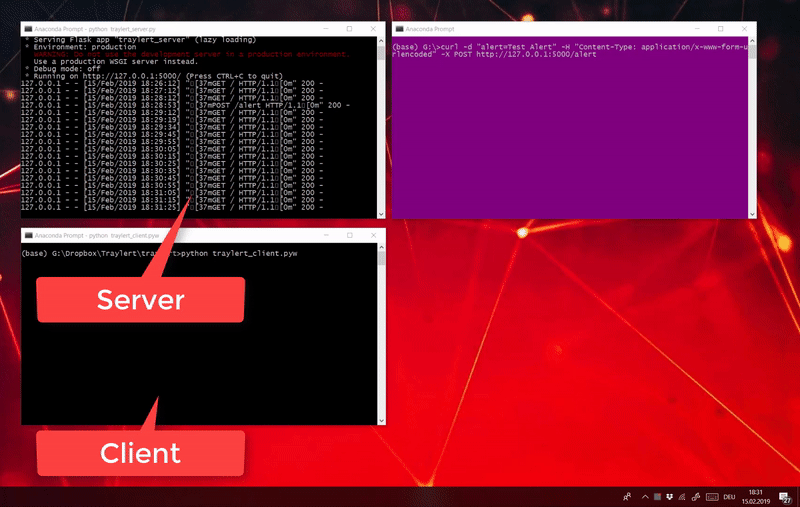 Anaconda Prompt - python traylert_server.py
* Serving Flask app "traylert_server" (lazy loading)
* Environment: production
WARNING: Do not use the development server in a production environment.
Use a production WSGI server instead.
* Debug mode: off
* Running on http://127.0.0.1:5000/ (Press CTRL+C to quit)
127.0.0.1 - - [15/Feb/2019 18:26:12] "[37mGET / HTTP/1.1[0m" 200 -
127.0.0.1 - - [15/Feb/2019 18:27:12] "[37mGET / HTTP/1.1[0m" 200 -
127.0.0.1 - - [15/Feb/2019 18:28:12] "[37mGET / HTTP/1.1[0m" 200 -
127.0.0.1 - - [15/Feb/2019 18:28:53] "[37mPOST /alert HTTP/1.1[0m" 200 -
127.0.0.1 - - [15/Feb/2019 18:29:12] "[37mGET / HTTP/1.1[0m" 200 -
127.0.0.1 - - [15/Feb/2019 18:29:19] "[37mGET / HTTP/1.1[0m" 200 -
127.0.0.1 - - [15/Feb/2019 18:29:34] "[37mGET / HTTP/1.1[0m" 200 -
127.0.0.1 - - [15/Feb/2019 18:29:45] "[37mGET / HTTP/1.1[0m" 200 -
127.0.0.1 - - [15/Feb/2019 18:29:55] "[37mGET / HTTP/1.1[0m" 200 -
127.0.0.1 - - [15/Feb/2019 18:30:05] "[37mGET / HTTP/1.1[0m" 200 -
127.0.0.1 - - [15/Feb/2019 18:30:15] "[37mGET / HTTP/1.1[0m" 200 -
127.0.0.1 - - [15/Feb/2019 18:30:25] "[37mGET / HTTP/1.1[0m" 200 -
127.0.0.1 - - [15/Feb/2019 18:30:35] "[37mGET / HTTP/1.1[0m" 200 -
127.0.0.1 - - [15/Feb/2019 18:30:45] "[37mGET / HTTP/1.1[0m" 200 -
127.0.0.1 - - [15/Feb/2019 18:30:55] "[37mGET / HTTP/1.1[0m" 200 -
127.0.0.1 - - [15/Feb/2019 18:31:05] "[37mGET / HTTP/1.1[0m" 200 -
127.0.0.1 - - [15/Feb/2019 18:31:15] "[37mGET / HTTP/1.1[0m" 200 -
127.0.0.1 - - [15/Feb/2019 18:31:25] "[37mGET / HTTP/1.1[0m" 200 -
Anaconda Prompt
(base) G:\>curl -d "alert=Test Alert" -H "Content-Type: application/x-www-form-u
rlencoded" -X POST http://127.0.0.1:5000/alert
Anaconda Prompt - python traylert_client.pyw
(base) G:\Dropbox\Traylert\traylert>python traylert_client.pyw
Server
Client
DEU
18:31
15.02.2019
27